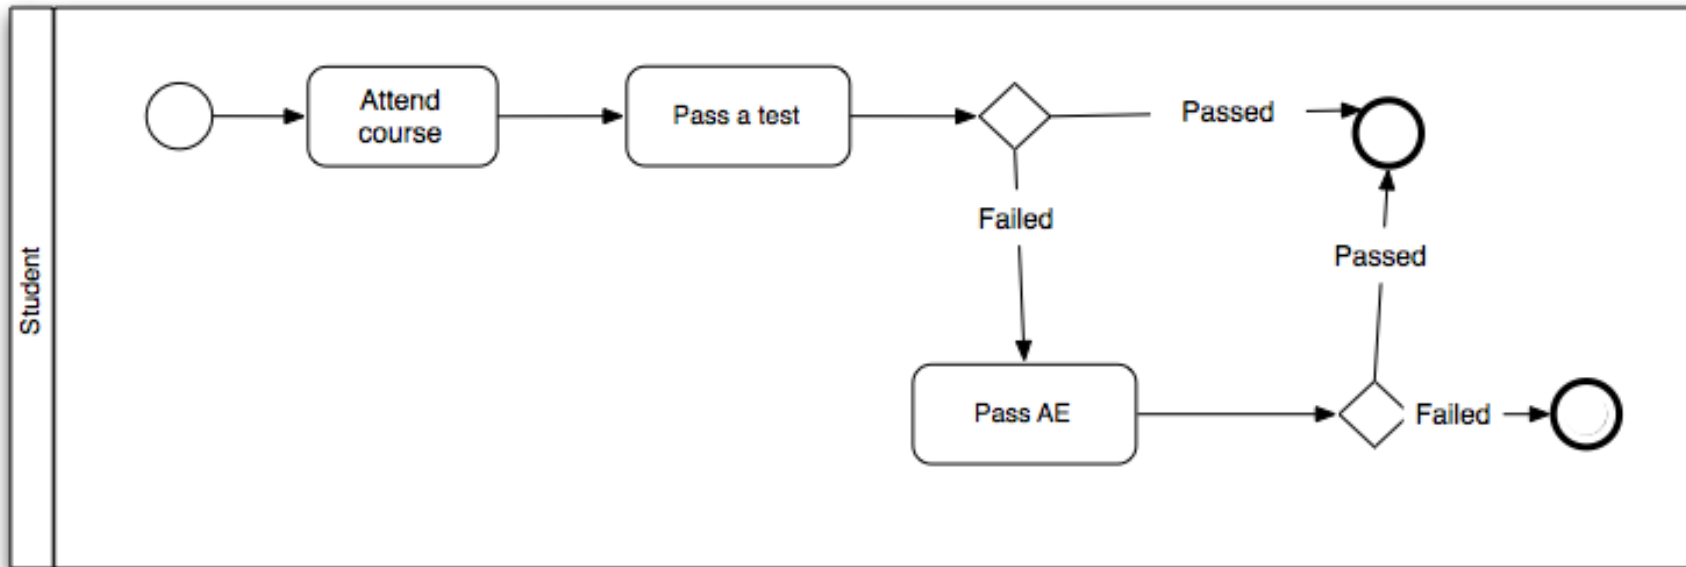 Student
Attend
course
Pass a test
Passed
Failed
Passed
Pass AE
Failed